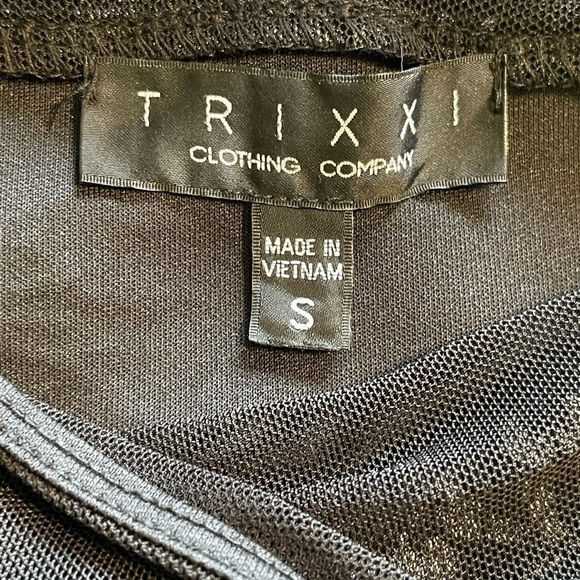 TRIXXI
CLOTHING COMPANY
MADE IN
VIETNAM
S